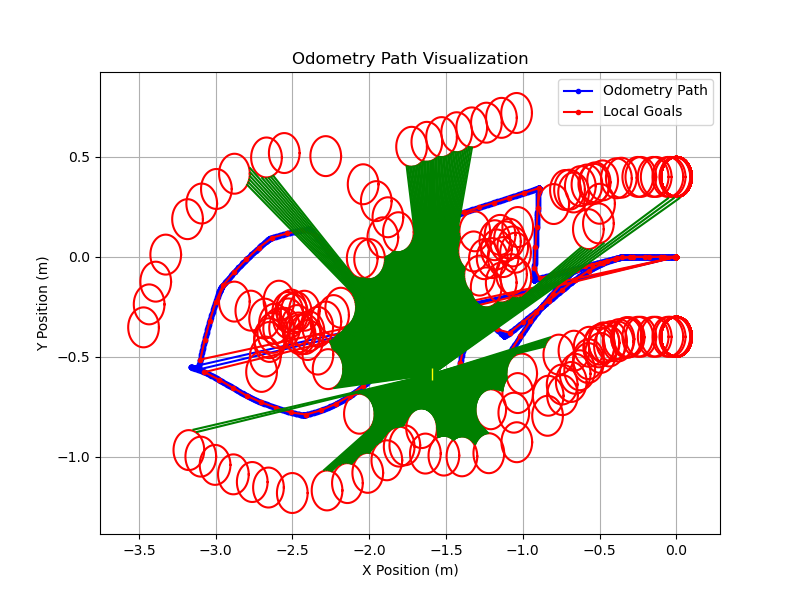 Odometry Path Visualization
Odometry Path
Local Goals
Y Position (m)
0.5
0.0
−0.5
−1.0
−3.5 −3.0 −2.5 −2.0 −1.5 −1.0 −0.5 0.0
X Position (m)